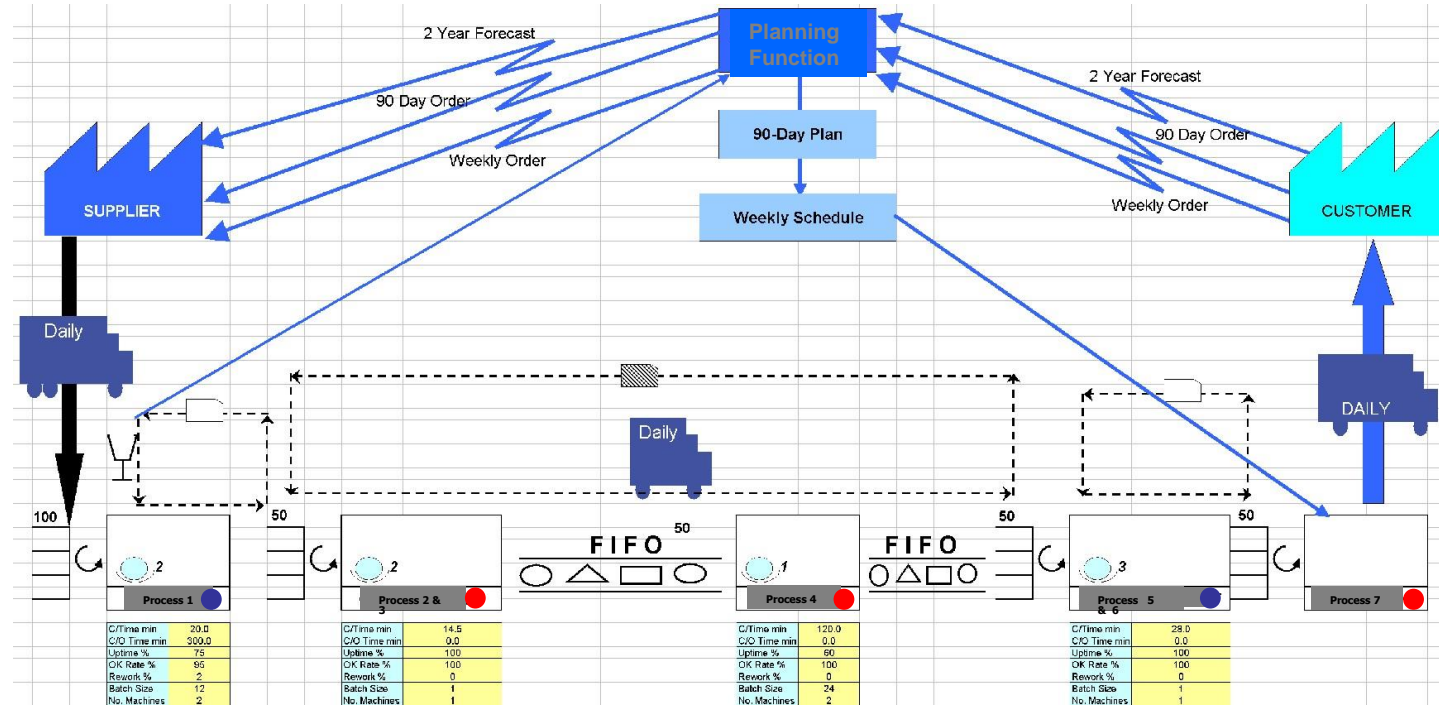 Planning
Function
2 Year Forecast
90 Day Order
Weekly Order
2 Year Forecast
90 Day Order
Weekly Order
90-Day Plan
Weekly Schedule
SUPPLIER
CUSTOMER
Daily
Daily
DAILY
100
50
50
50
50
FIFO
FIFO
2
2
1
3
Process 1
Process 2 &
3
Process 4
Process 5
& 6
Process 7
C/Time min 20.0
C/O Time min 300.0
Uptime % 75
OK Rate % 95
Rework % 2
Batch Size 12
No. Machines 2
C/Time min 14.5
C/O Time min 0.0
Uptime % 100
OK Rate % 100
Rework % 0
Batch Size 1
No. Machines 1
C/Time min 120.0
C/O Time min 0.0
Uptime % 60
OK Rate % 100
Rework % 0
Batch Size 24
No. Machines 2
C/Time min 28.0
C/O Time min 0.0
Uptime % 100
OK Rate % 100
Rework % 0
Batch Size 1
No. Machines 1